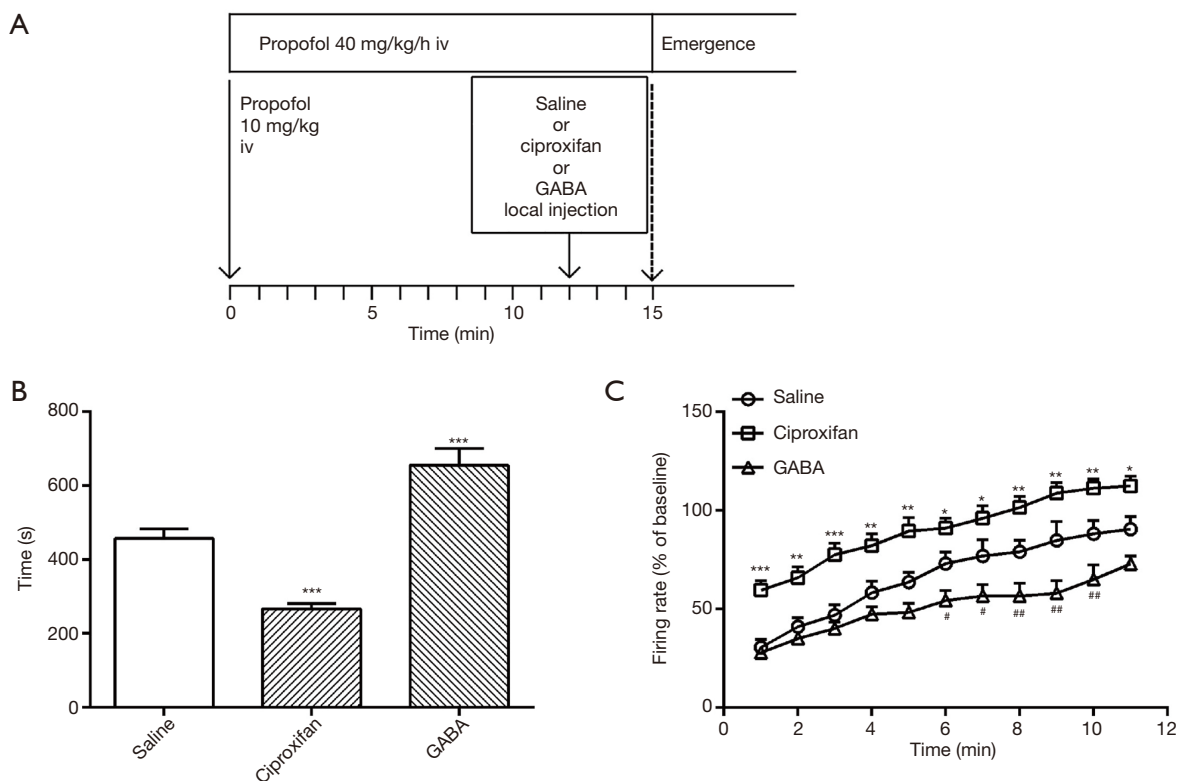 A
Propofol 40 mg/kg/h iv
Emergence
Propofol
10 mg/kg
iv
Saline
or
ciproxifan
or
GABA
local injection
0 5 10 15
Time (min)
B
800
600
400
200
0
Time (s)
***
***
Saline
Ciproxifan
GABA
C
Saline
Ciproxifan
GABA
150
100
50
0
Firing rate (% of baseline)
*** ** *** ** ** * * ** ** ** *
# # ## ## ##
0 2 4 6 8 10 12
Time (min)